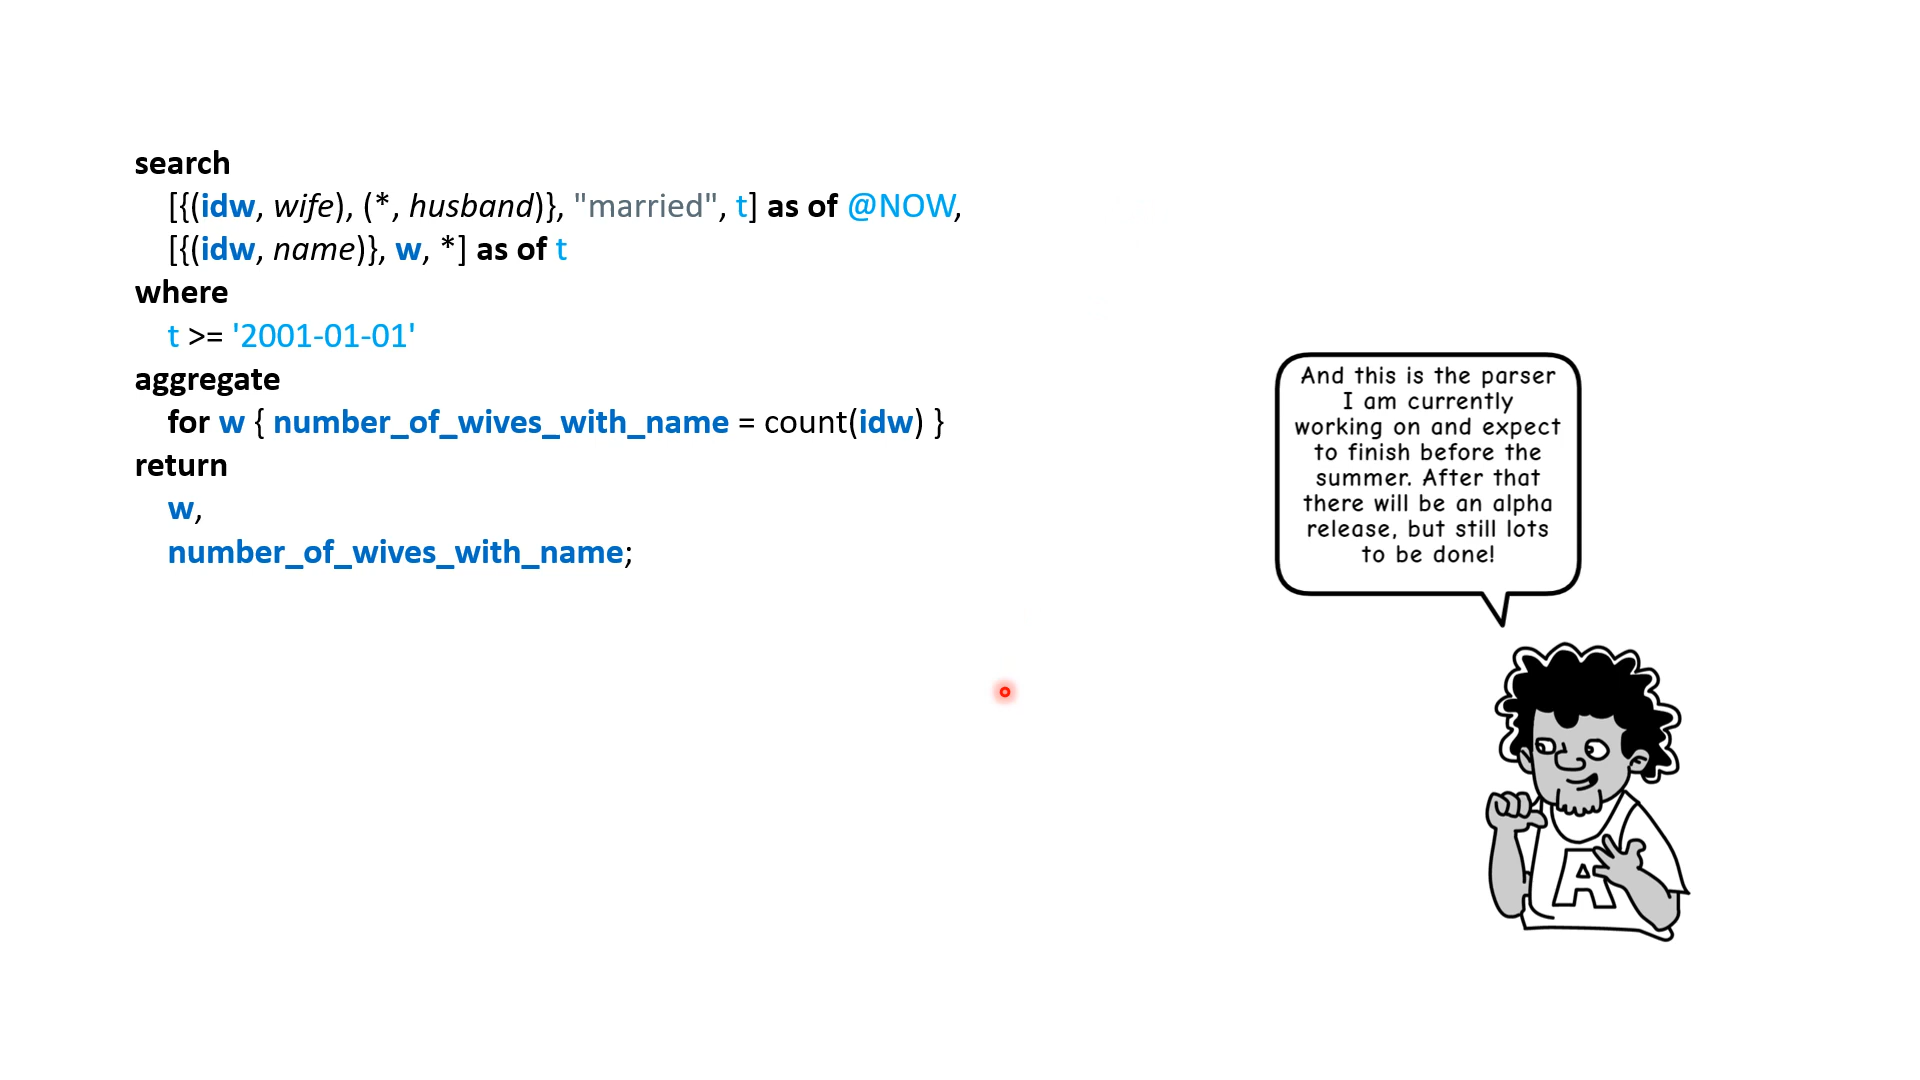 search
[{(idw, wife), (*, husband)}, "married", t] as of @NOW,
[{(idw, name)}, w, *] as of t
where
t >= '2001-01-01'
aggregate
for w { number_of_wives_with_name = count(idw) }
return
w,
number_of_wives_with_name;
And this is the parser
I am currently
working on and expect
to finish before the
summer. After that
there will be an alpha
release, but still lots
to be done!
A